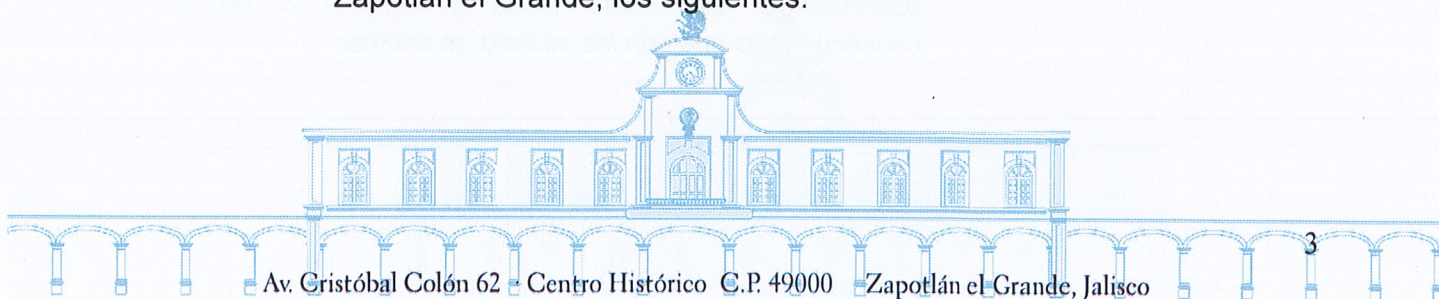 Zapotlán el Grande, los siguientes:
3
Av. Cristóbal Colón 62 · Centro Histórico C.P. 49000 Zapotlán el Grande, Jalisco